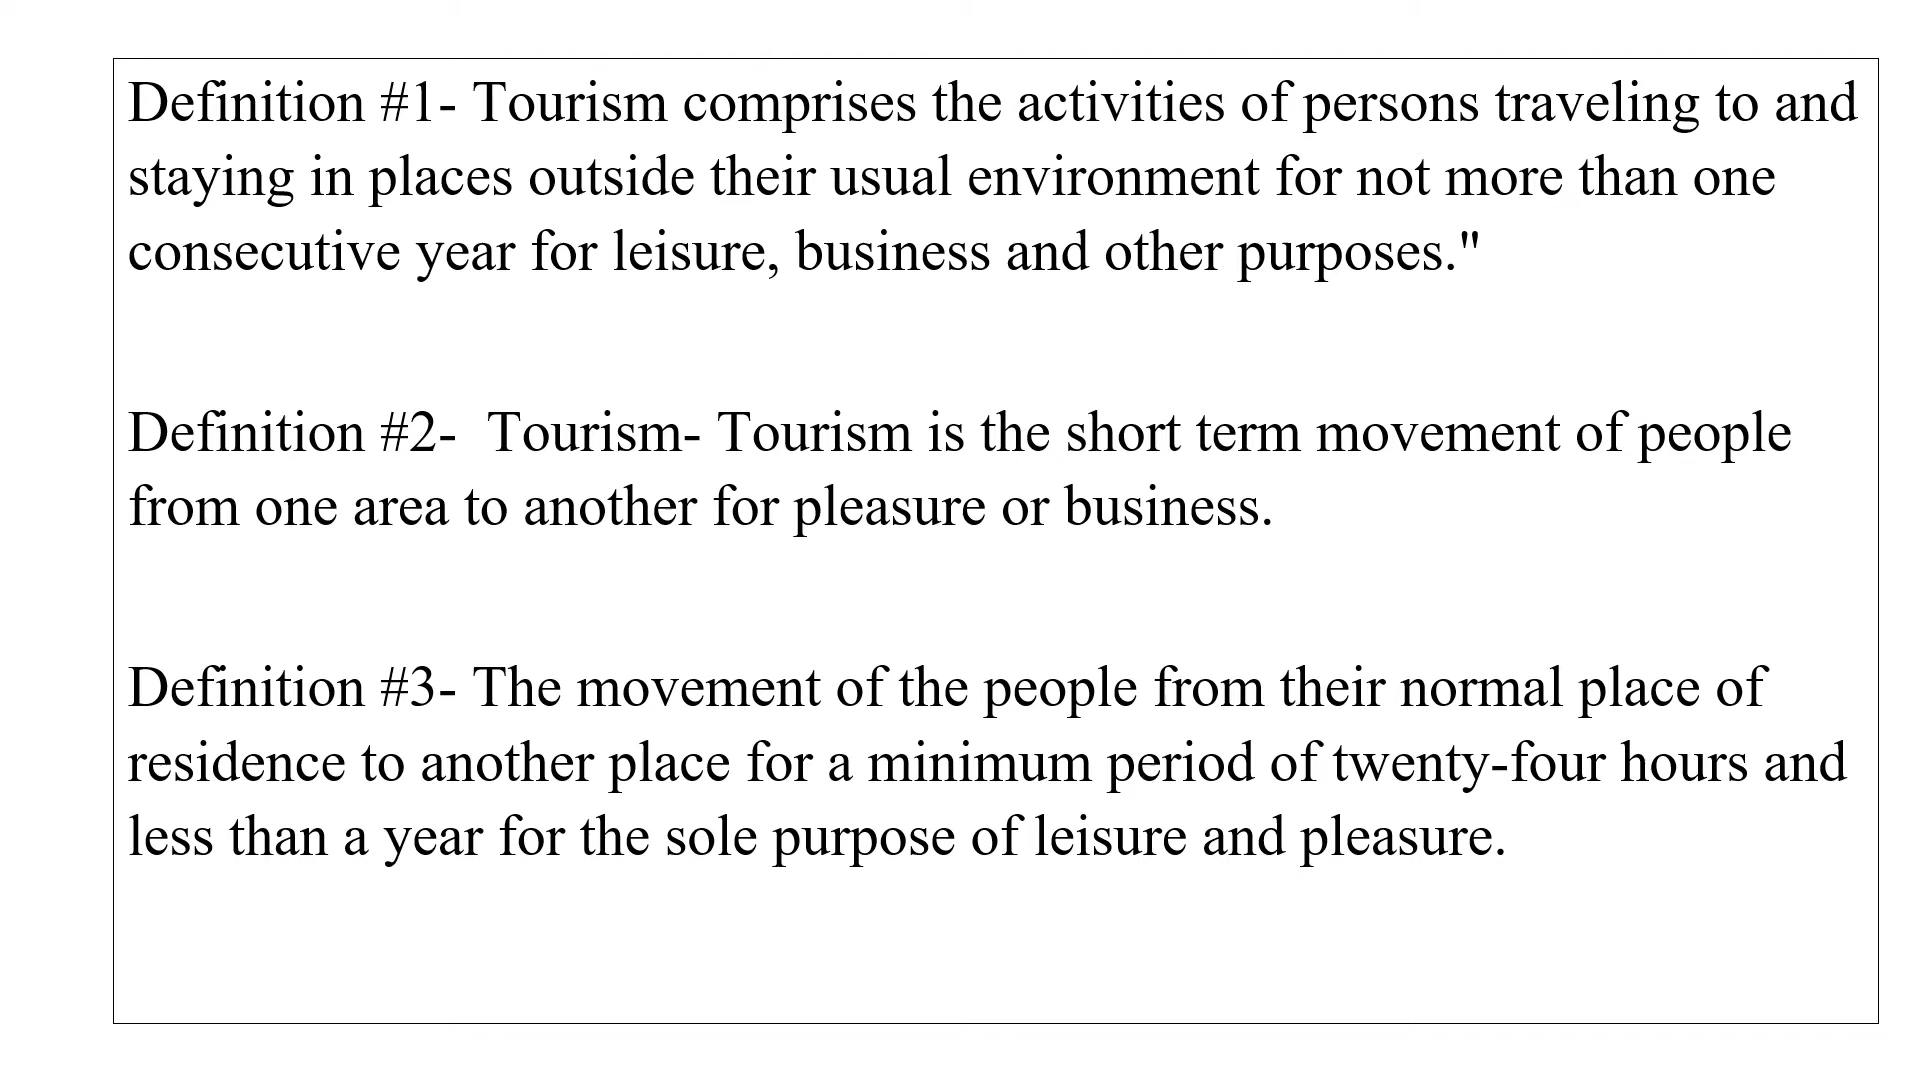 Definition #1- Tourism comprises the activities of persons traveling to and
staying in places outside their usual environment for not more than one
consecutive year for leisure, business and other purposes."
Definition #2-  Tourism- Tourism is the short term movement of people
from one area to another for pleasure or business.
Definition #3- The movement of the people from their normal place of
residence to another place for a minimum period of twenty-four hours and
less than a year for the sole purpose of leisure and pleasure.